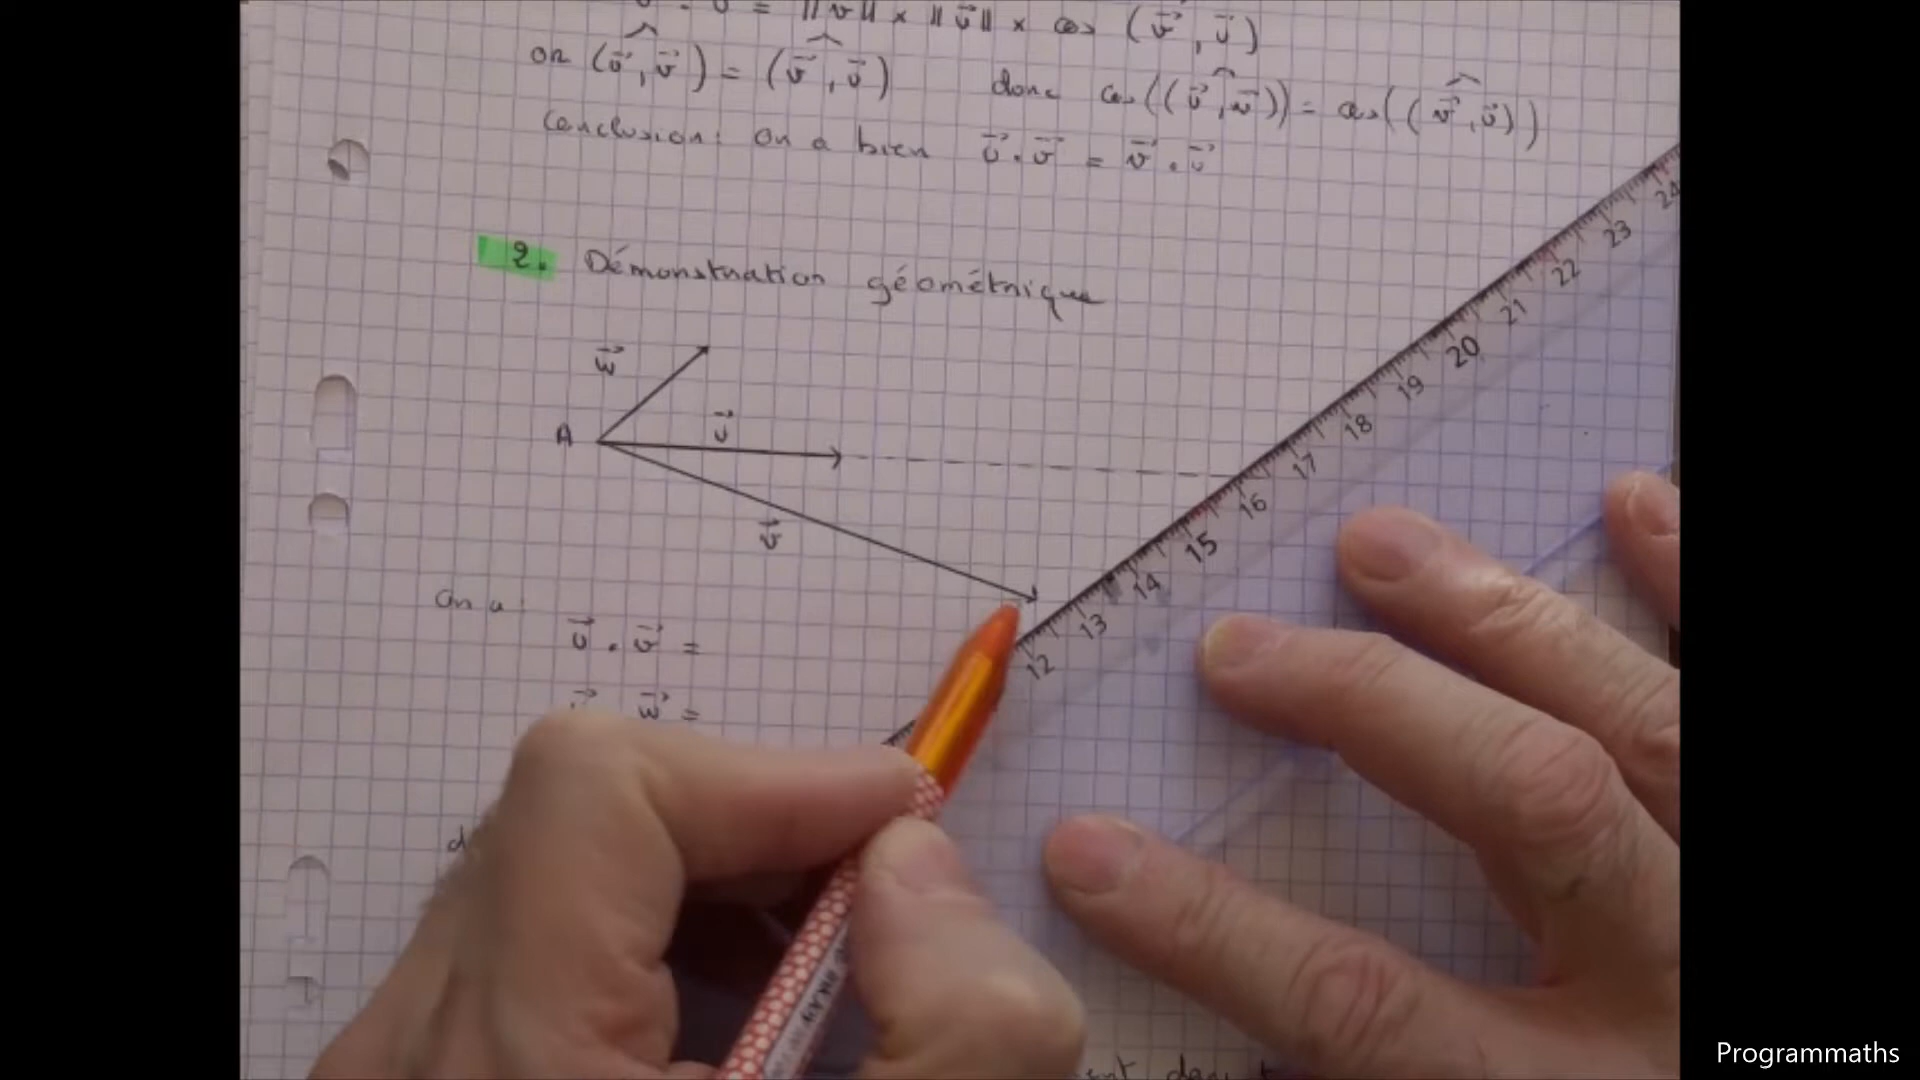 = ||v⃗|| × ||u⃗|| × cos (v⃗, u⃗)
or (u⃗, v⃗) = (v⃗, u⃗) donc cos((u⃗, v⃗)) = cos((v⃗, u⃗))
Conclusion: on a bien u⃗ . v⃗ = v⃗ . u⃗
2. Démonstration géométrique
w⃗
u⃗
A
v⃗
On a :
u⃗ . v⃗ =
w⃗ =
d
12 13 14 15 16 17 18 19 20 21 22 23 24
Programmaths